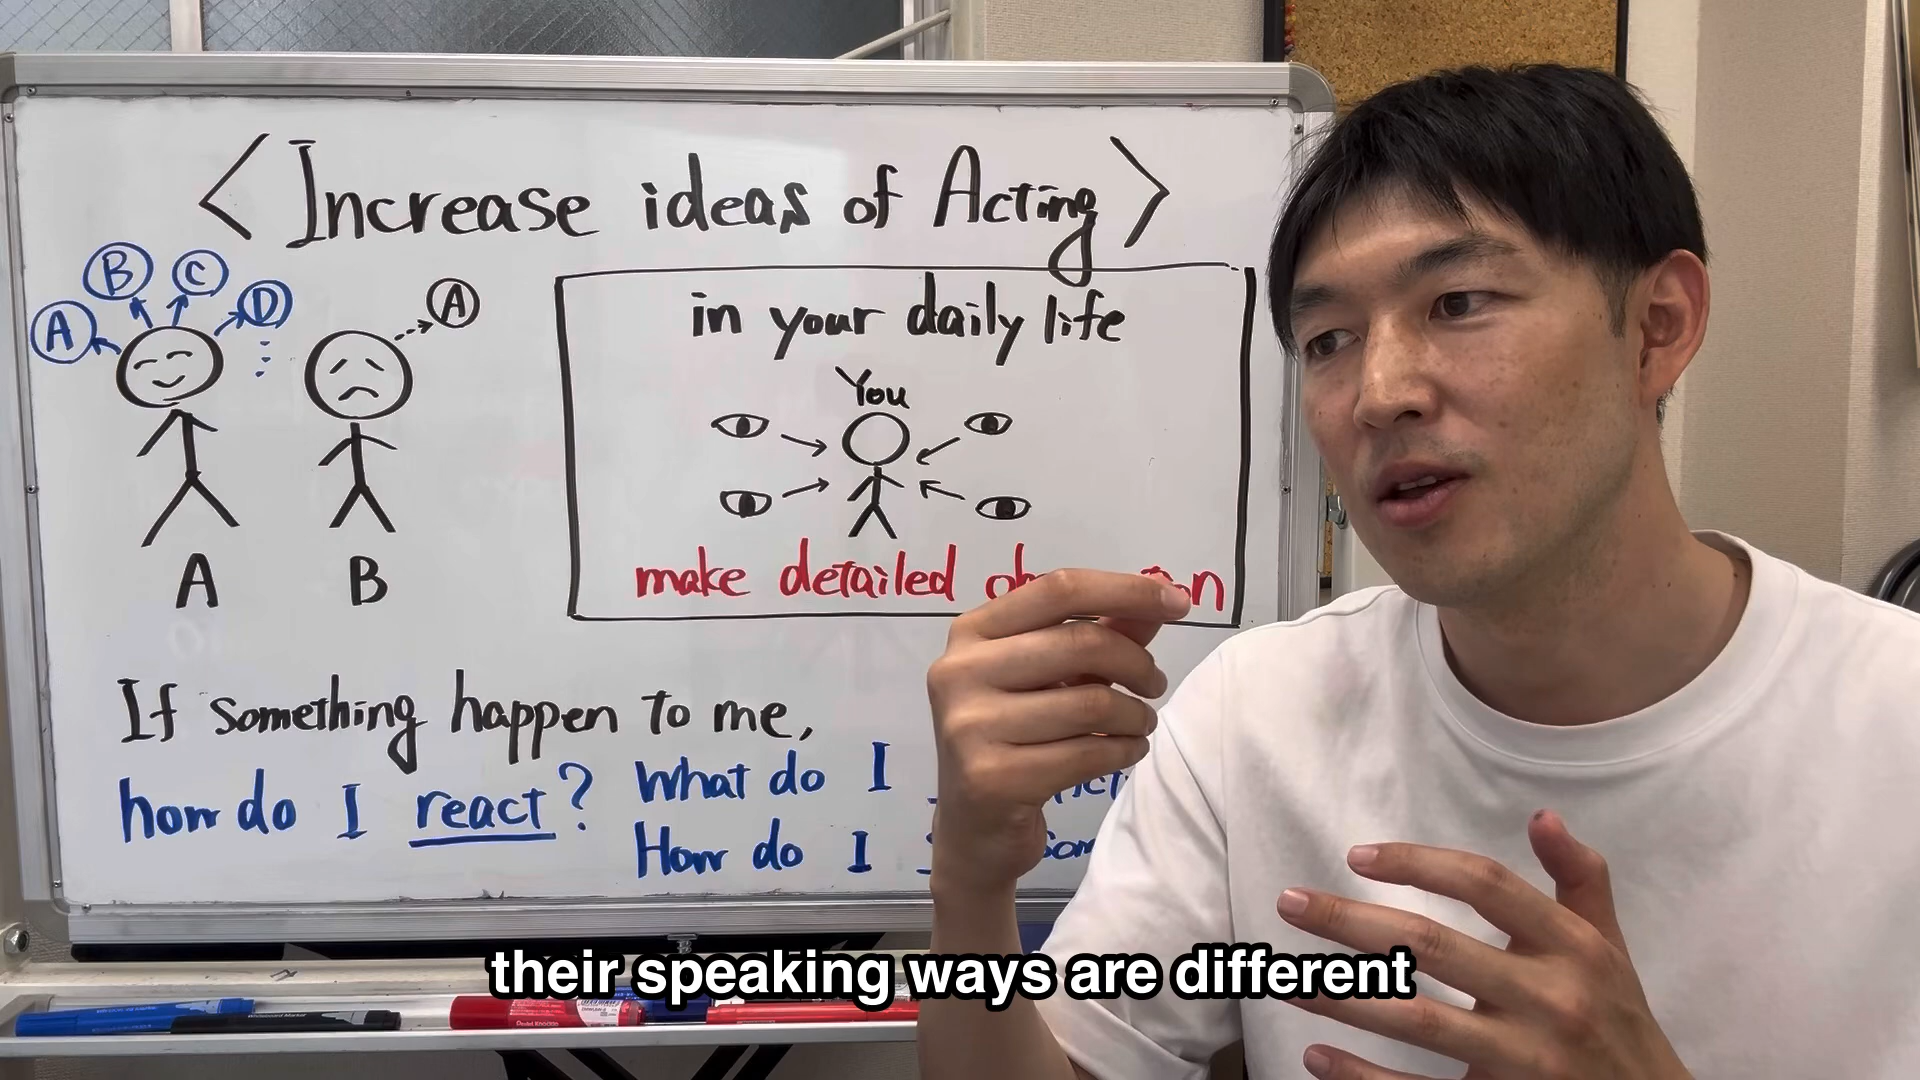 <Increase ideas of Acting>
A B C D
A
in your daily life
You
make detailed
A
B
If something happen to me,
how do I react?
What do I
How do I
their speaking ways are different